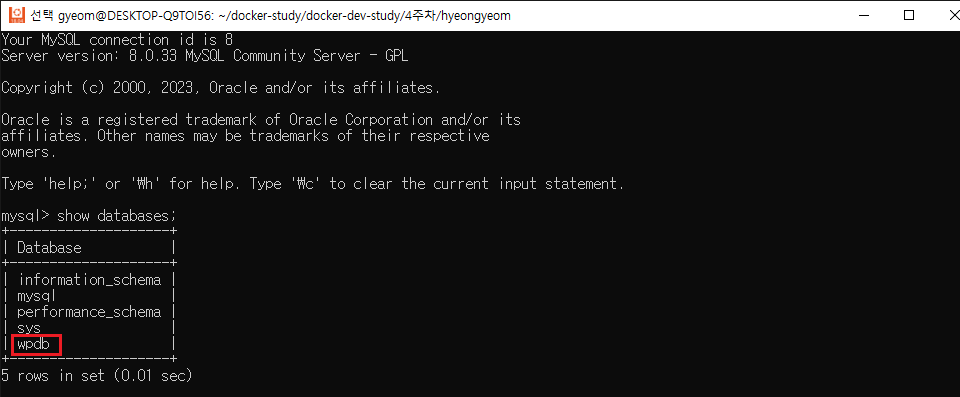 선택 gyeom@DESKTOP-Q9TOI56: ~/docker-study/docker-dev-study/4주차/hyeongyeom
Your MySQL connection id is 8
Server version: 8.0.33 MySQL Community Server - GPL
Copyright (c) 2000, 2023, Oracle and/or its affiliates.
Oracle is a registered trademark of Oracle Corporation and/or its
affiliates. Other names may be trademarks of their respective
owners.
Type 'help;' or '₩h' for help. Type '₩c' to clear the current input statement.
mysql> show databases;
+--------------------+
| Database           |
+--------------------+
| information_schema |
| mysql              |
| performance_schema |
| sys                |
| wpdb               |
+--------------------+
5 rows in set (0.01 sec)